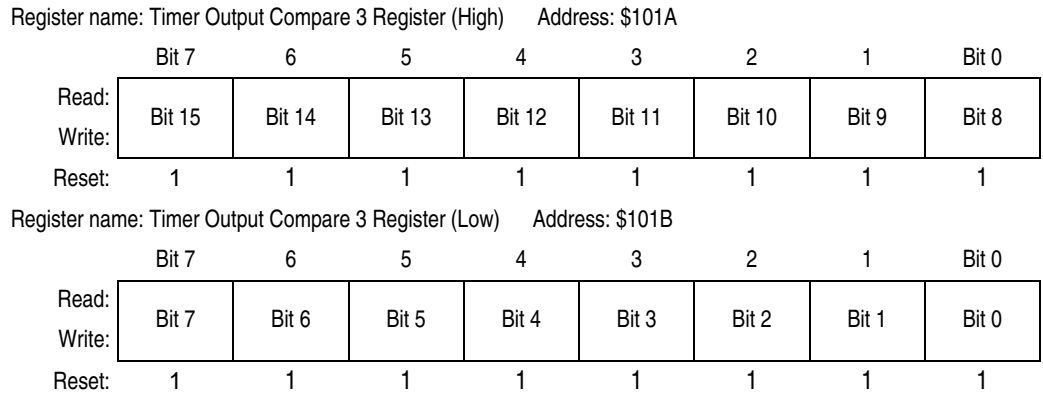 Register name: Timer Output Compare 3 Register (High) Address: $101A
Bit 7 6 5 4 3 2 1 Bit 0
Read:
Bit 15 Bit 14 Bit 13 Bit 12 Bit 11 Bit 10 Bit 9 Bit 8
Write:
Reset: 1 1 1 1 1 1 1 1
Register name: Timer Output Compare 3 Register (Low) Address: $101B
Bit 7 6 5 4 3 2 1 Bit 0
Read:
Bit 7 Bit 6 Bit 5 Bit 4 Bit 3 Bit 2 Bit 1 Bit 0
Write:
Reset: 1 1 1 1 1 1 1 1